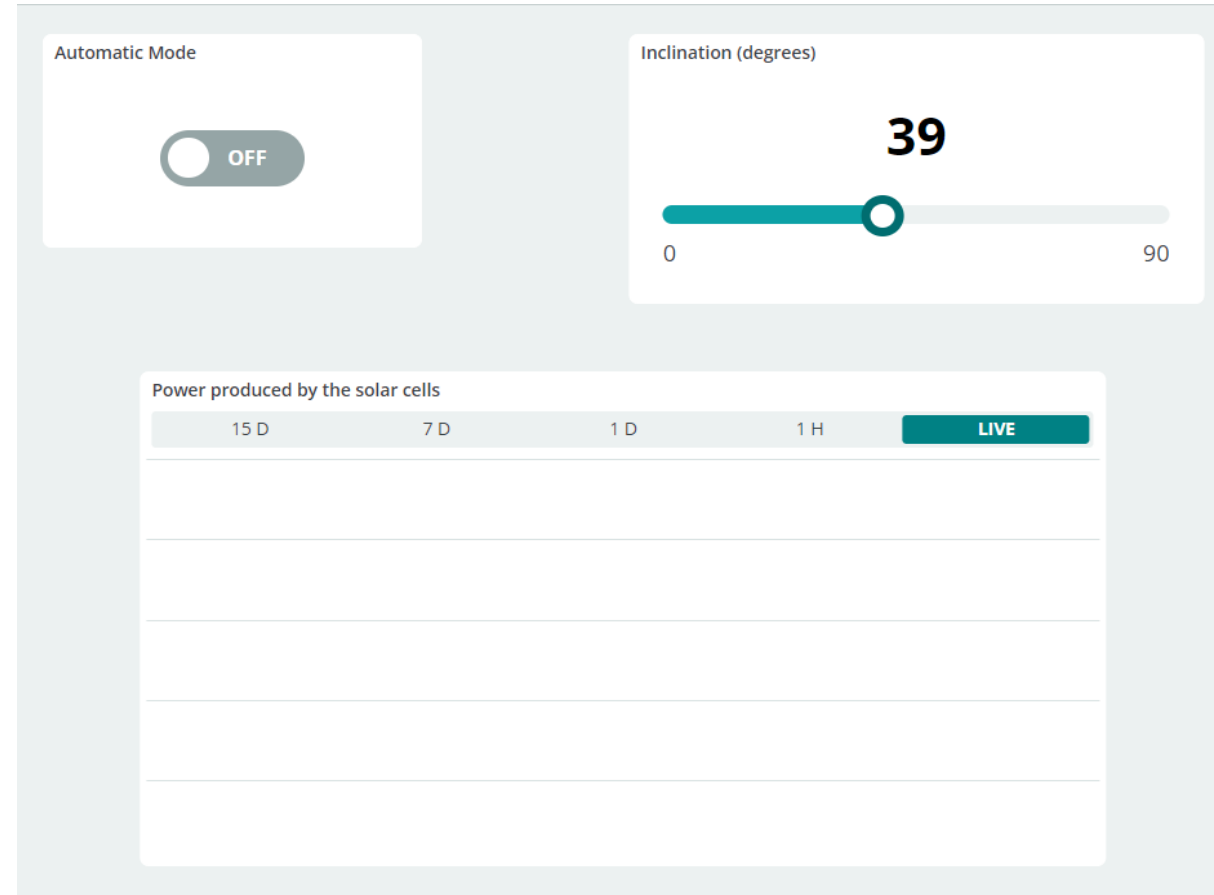 Automatic Mode
OFF
Inclination (degrees)
39
0 90
Power produced by the solar cells
15 D 7 D 1 D 1 H LIVE